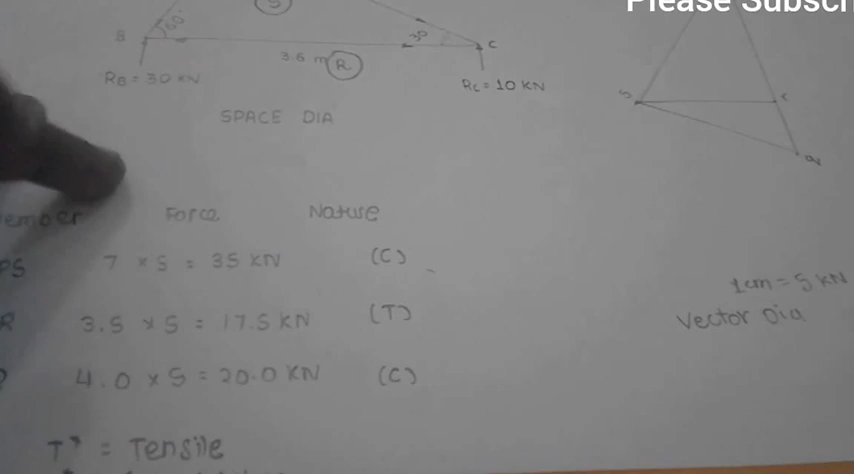 Please Subscr
S
60°
B
30
C
3.6 m R
RB = 30 KN
RC = 10 KN
S
r
q
SPACE DIA
ember Force Nature
PS 7 × 5 = 35 KN (C)
R 3.5 × 5 = 17.5 KN (T)
4.0 × 5 = 20.0 KN (C)
1cm = 5 KN
Vector Dia
T' = Tensile